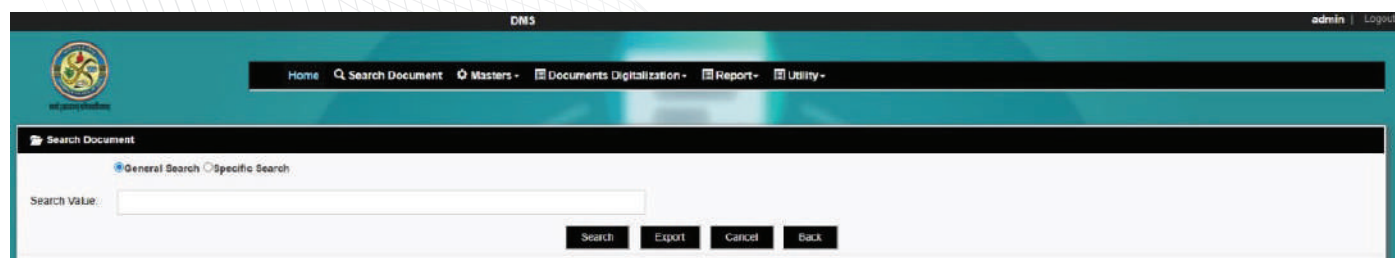 DMS
admin | Logout
Home Search Document Masters Documents Digitalization Report Utility
Search Document
General Search Specific Search
Search Value:
Search Export Cancel Back